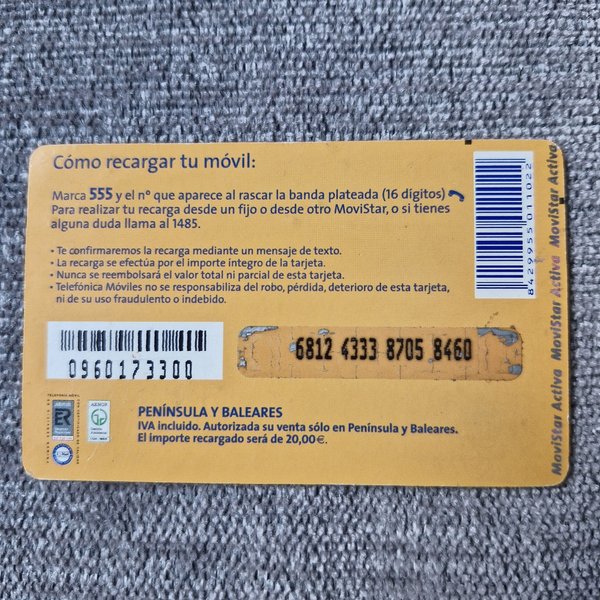 Cómo recargar tu móvil:
Marca 555 y el nº que aparece al rascar la banda plateada (16 dígitos)
Para realizar tu recarga desde un fijo o desde otro MoviStar, o si tienes
alguna duda llama al 1485.
• Te confirmaremos la recarga mediante un mensaje de texto.
• La recarga se efectúa por el importe íntegro de la tarjeta.
• Nunca se reembolsará el valor total ni parcial de esta tarjeta.
• Telefónica Móviles no se responsabiliza del robo, pérdida, deterioro de esta tarjeta,
ni de su uso fraudulento o indebido.
8429955011022
MoviStar Activa MoviStar Activa MoviStar Activa
0960173300
6812 4333 8705 8460
AENOR
ER
PENÍNSULA Y BALEARES
IVA incluido. Autorizada su venta sólo en Península y Baleares.
El importe recargado será de 20,00€.